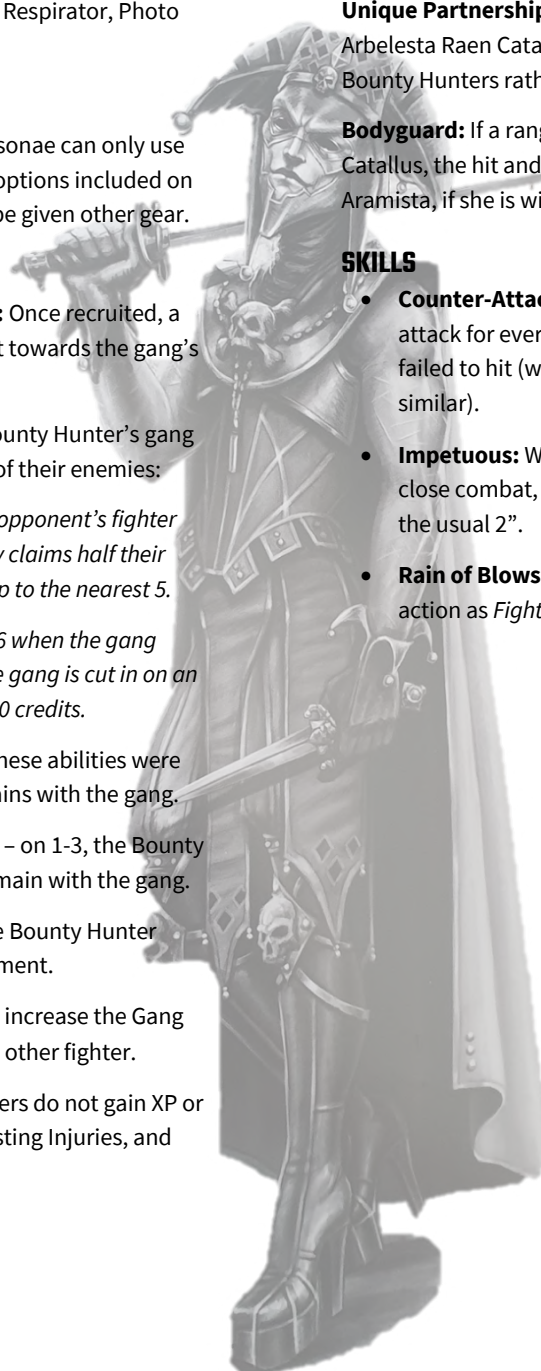 Respirator, Photo
sonae can only use
options included on
be given other gear.
: Once recruited, a
t towards the gang’s
ounty Hunter’s gang
of their enemies:
opponent’s fighter
y claims half their
p to the nearest 5.
6 when the gang
e gang is cut in on an
0 credits.
hese abilities were
ains with the gang.
– on 1-3, the Bounty
main with the gang.
e Bounty Hunter
ment.
increase the Gang
other fighter.
ers do not gain XP or
sting Injuries, and
Unique Partnership
Arbelesta Raen Cata
Bounty Hunters rath
Bodyguard: If a rang
Catallus, the hit and
Aramista, if she is wi
SKILLS
• Counter-Attac
attack for ever
failed to hit (w
similar).
• Impetuous: W
close combat,
the usual 2”.
• Rain of Blows
action as Fight